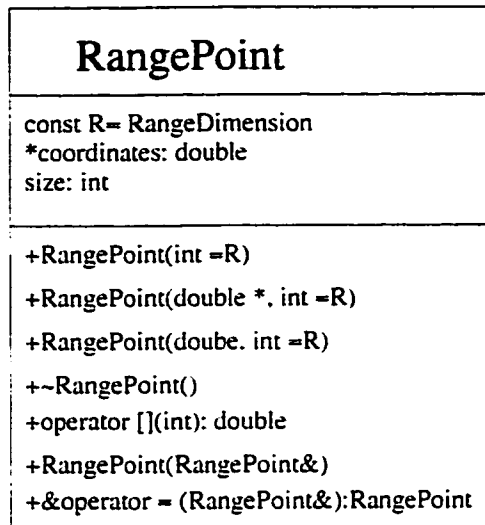 RangePoint
const R= RangeDimension
*coordinates: double
size: int
+RangePoint(int =R)
+RangePoint(double *, int =R)
+RangePoint(doube. int =R)
+~RangePoint()
+operator [](int): double
+RangePoint(RangePoint&)
+&operator = (RangePoint&):RangePoint